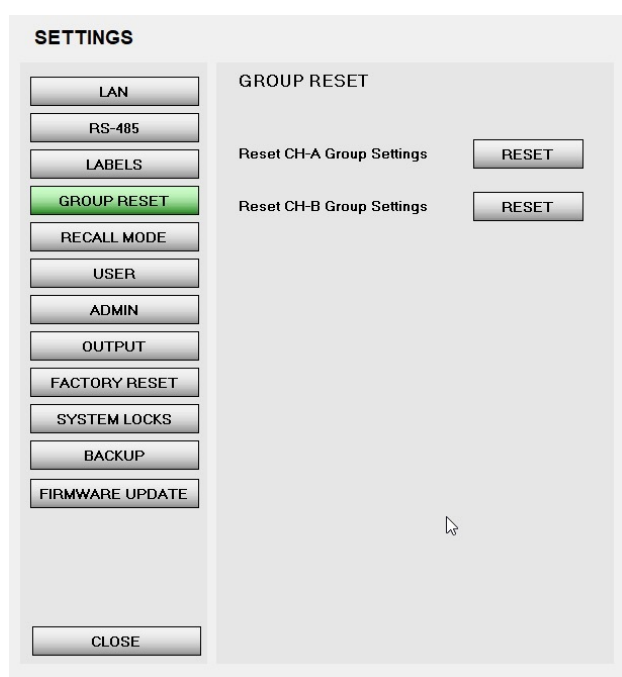 SETTINGS
LAN
RS-485
LABELS
GROUP RESET
RECALL MODE
USER
ADMIN
OUTPUT
FACTORY RESET
SYSTEM LOCKS
BACKUP
FIRMWARE UPDATE
CLOSE
GROUP RESET
Reset CH-A Group Settings RESET
Reset CH-B Group Settings RESET